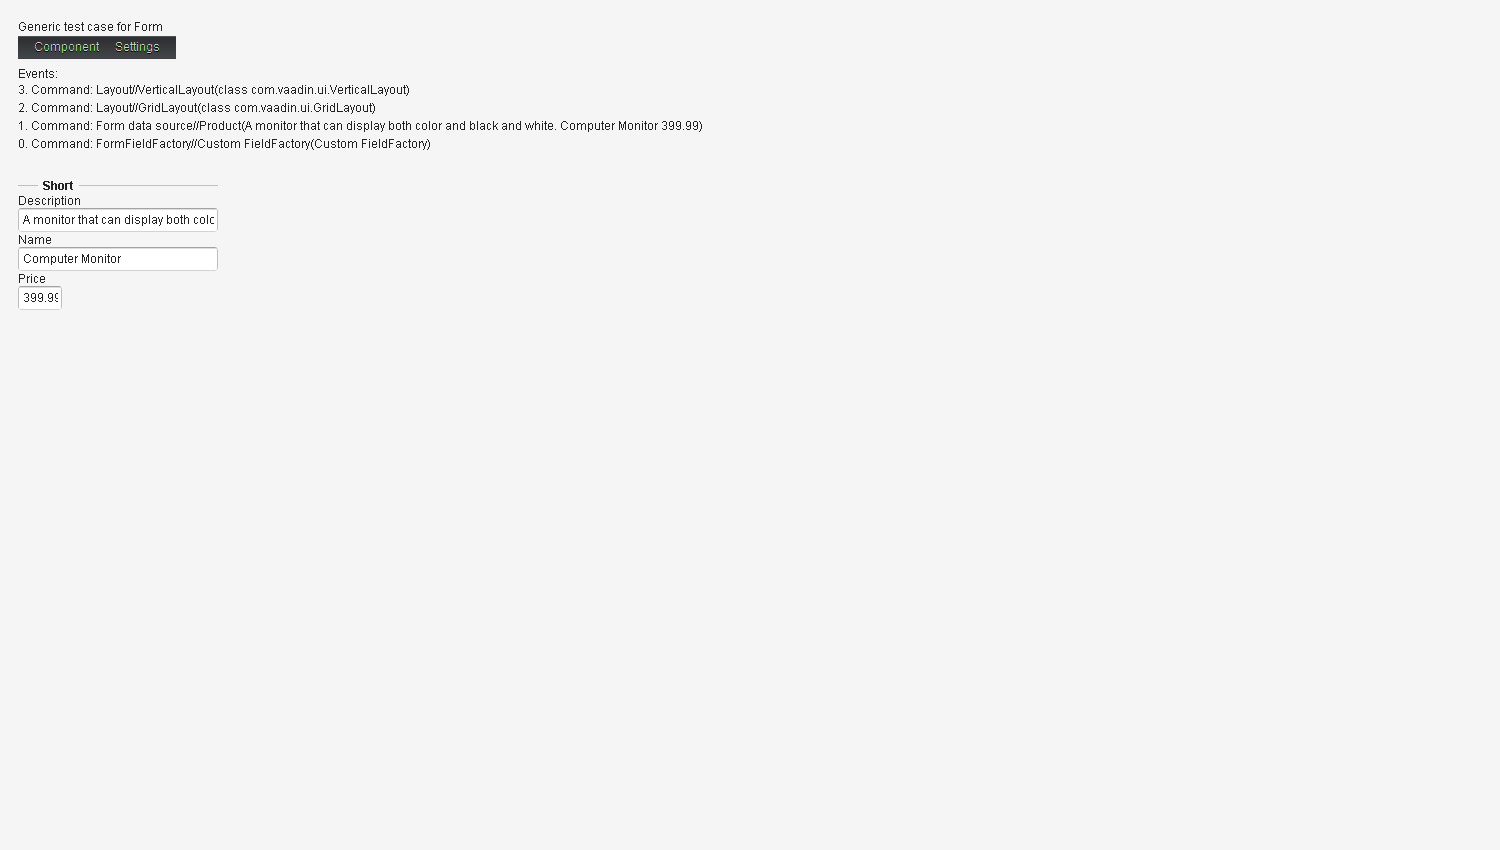 Generic test case for Form
Component Settings
Events:
3. Command: Layout//VerticalLayout(class com.vaadin.ui.VerticalLayout)
2. Command: Layout//GridLayout(class com.vaadin.ui.GridLayout)
1. Command: Form data source//Product(A monitor that can display both color and black and white. Computer Monitor 399.99)
0. Command: FormFieldFactory//Custom FieldFactory(Custom FieldFactory)
Short
Description
A monitor that can display both colo
Name
Computer Monitor
Price
399.99